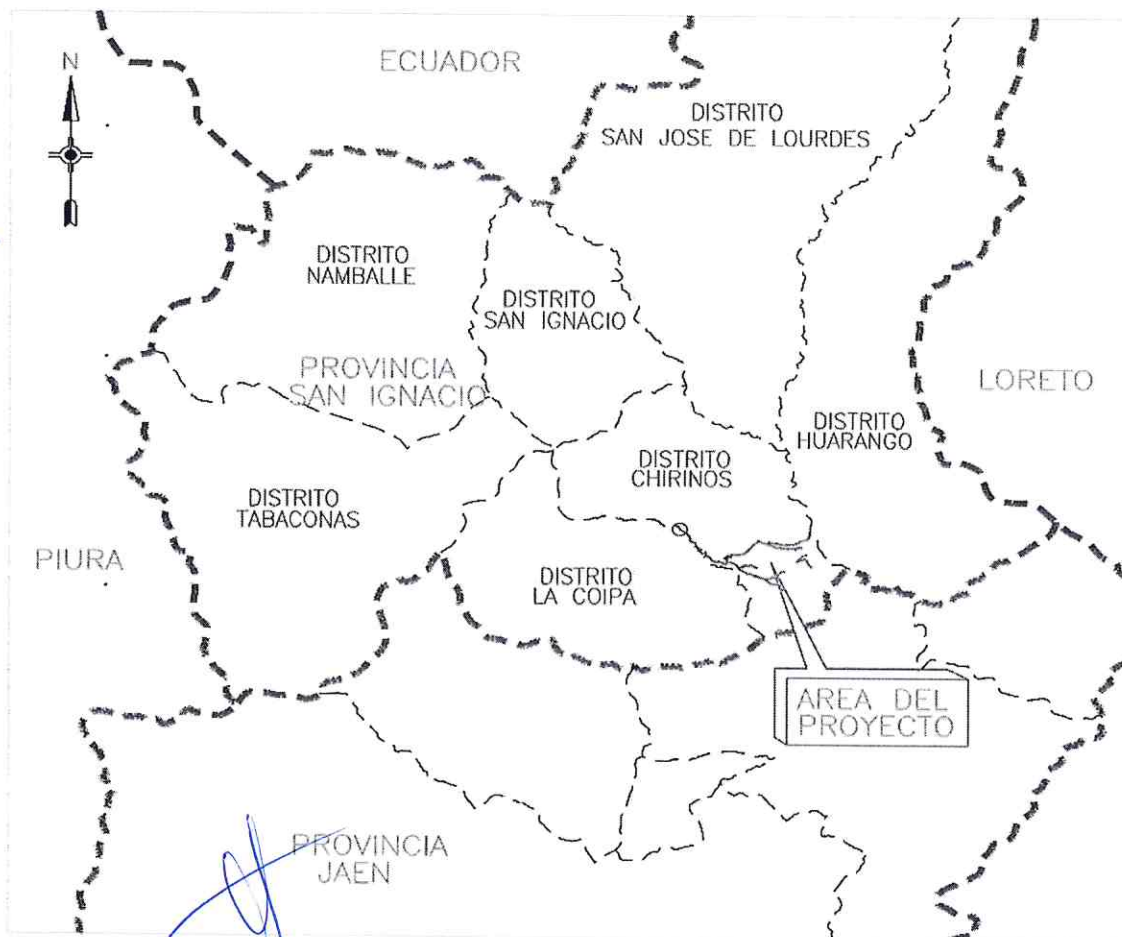 N
ECUADOR
DISTRITO
SAN JOSE DE LOURDES
DISTRITO
NAMBALLE
DISTRITO
SAN IGNACIO
PROVINCIA
SAN IGNACIO
LORETO
DISTRITO
HUARANGO
DISTRITO
CHIRINOS
DISTRITO
TABACONAS
PIURA
DISTRITO
LA COIPA
AREA DEL
PROYECTO
PROVINCIA
JAEN